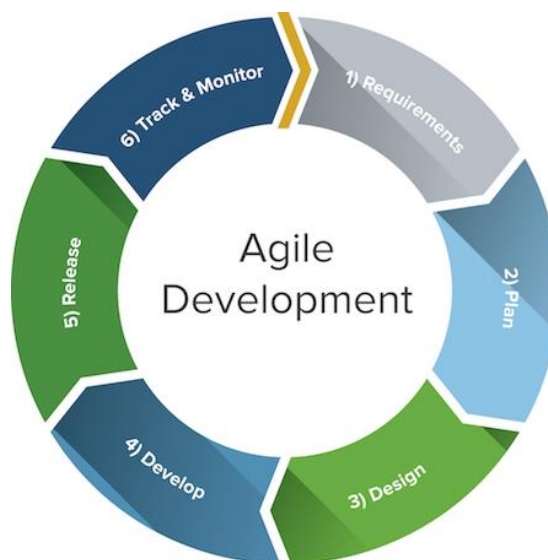 Agile
Development
1) Requirements
2) Plan
3) Design
4) Develop
5) Release
6) Track & Monitor